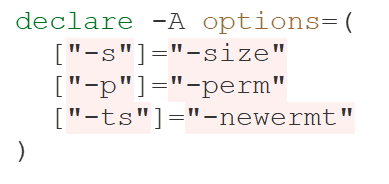 declare -A options=(
  ["-s"]="-size"
  ["-p"]="-perm"
  ["-ts"]="-newermt"
)